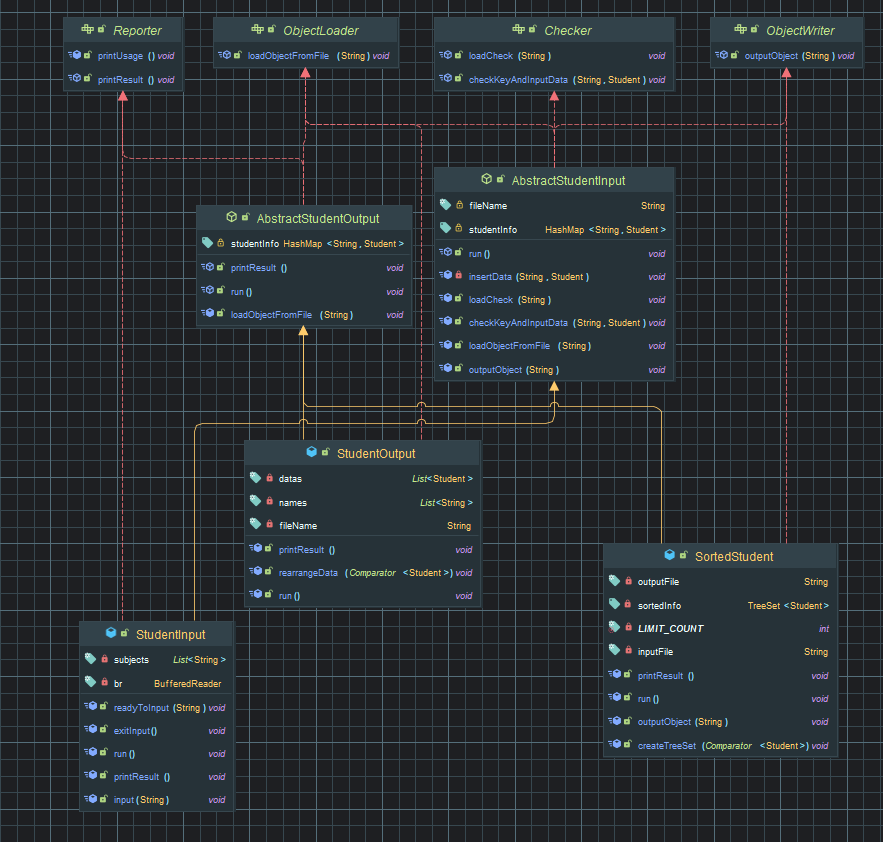 Reporter
printUsage () void
printResult () void
ObjectLoader
loadObjectFromFile (String) void
Checker
loadCheck (String) void
checkKeyAndInputData (String, Student) void
ObjectWriter
outputObject (String) void
AbstractStudentOutput
studentInfo HashMap <String, Student>
printResult () void
run() void
loadObjectFromFile (String) void
AbstractStudentInput
fileName String
studentInfo HashMap <String, Student>
run() void
insertData (String, Student) void
loadCheck (String) void
checkKeyAndInputData (String, Student) void
loadObjectFromFile (String) void
outputObject (String) void
StudentOutput
datas List<Student>
names List<String>
fileName String
printResult () void
rearrangeData (Comparator <Student>) void
run() void
SortedStudent
outputFile String
sortedInfo TreeSet <Student>
LIMIT_COUNT int
inputFile String
printResult () void
run() void
outputObject (String) void
createTreeSet (Comparator <Student>) void
StudentInput
subjects List<String>
br BufferedReader
readyToInput (String) void
exitInput() void
run() void
printResult () void
input(String) void